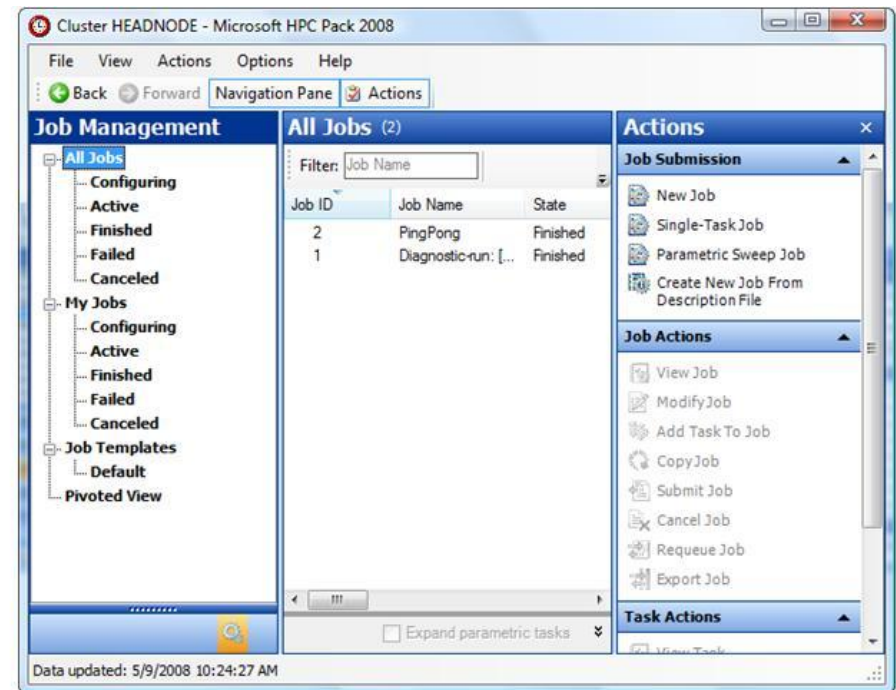 Cluster HEADNODE - Microsoft HPC Pack 2008
File View Actions Options Help
Back Forward Navigation Pane Actions
Job Management
All Jobs
Configuring
Active
Finished
Failed
Canceled
My Jobs
Configuring
Active
Finished
Failed
Canceled
Job Templates
Default
Pivoted View
All Jobs (2)
Filter: Job Name
Job ID Job Name State
2 PingPong Finished
1 Diagnostic-run: [... Finished
Expand parametric tasks
Actions
Job Submission
New Job
Single-Task Job
Parametric Sweep Job
Create New Job From
Description File
Job Actions
View Job
Modify Job
Add Task To Job
Copy Job
Submit Job
Cancel Job
Requeue Job
Export Job
Task Actions
View Task
Data updated: 5/9/2008 10:24:27 AM